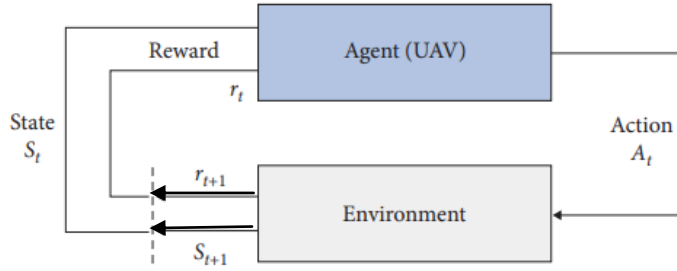 Reward
Agent (UAV)
r_t
State
S_t
Action
A_t
r_{t+1}
Environment
S_{t+1}